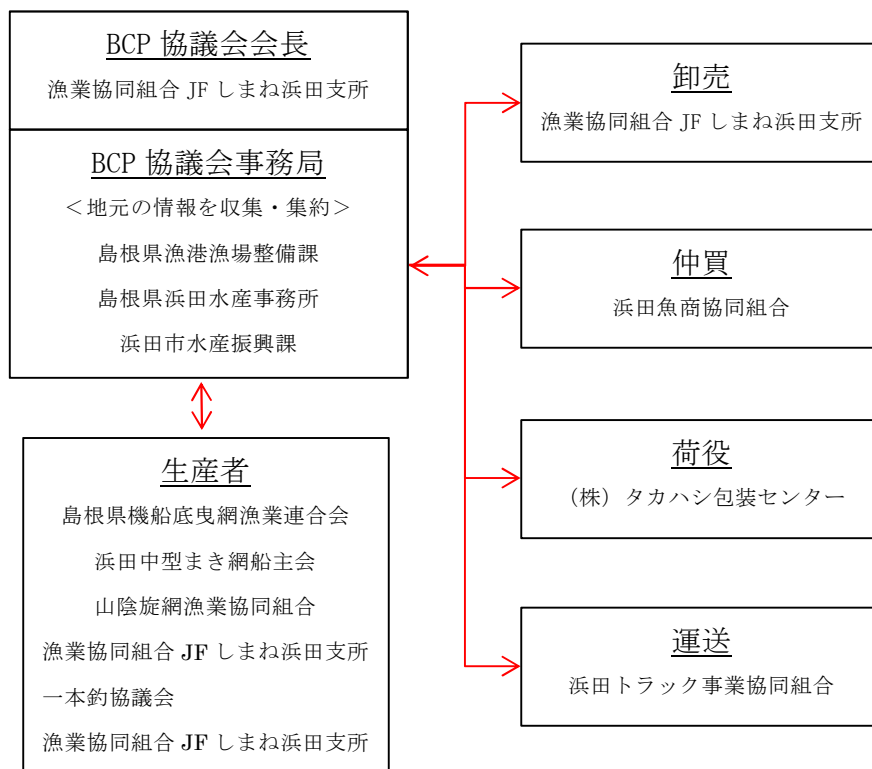 BCP 協議会会長
漁業協同組合 JF しまね浜田支所
BCP 協議会事務局
＜地元の情報を収集・集約＞
島根県漁港漁場整備課
島根県浜田水産事務所
浜田市水産振興課
生産者
島根県機船底曳網漁業連合会
浜田中型まき網船主会
山陰旋網漁業協同組合
漁業協同組合 JF しまね浜田支所
一本釣協議会
漁業協同組合 JF しまね浜田支所
卸売
漁業協同組合 JF しまね浜田支所
仲買
浜田魚商協同組合
荷役
（株）タカハシ包装センター
運送
浜田トラック事業協同組合